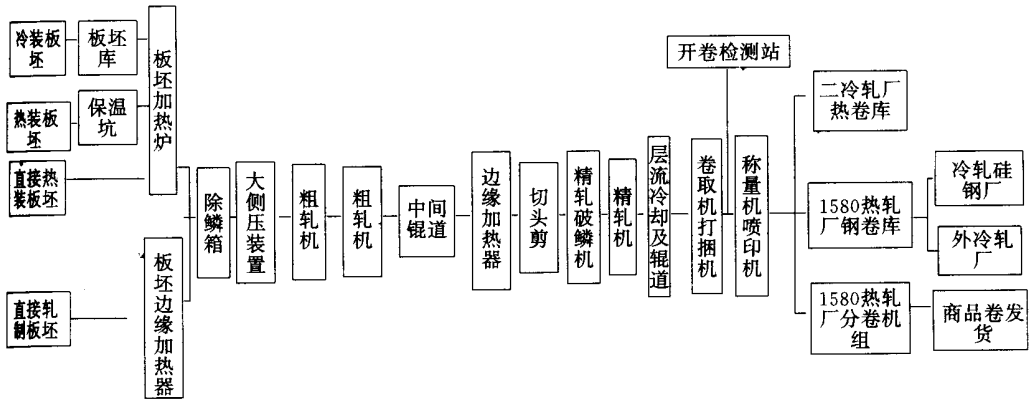 冷装板
坯
板坯
库
热装板
坯
保温
坑
直接热
装板坯
板坯加热炉
直接轧
制板坯
板坯边缘加热器
除鳞箱
大侧压装置
粗轧机
粗轧机
中间
辊道
边缘加热器
切头剪
精轧破鳞机
精轧机
层流冷却及辊道
卷取机打捆机
开卷检测站
称量机喷印机
二冷轧厂
热卷库
1580热轧
厂钢卷库
冷轧硅
钢厂
外冷轧
厂
1580热轧
厂分卷机
组
商品卷发
货